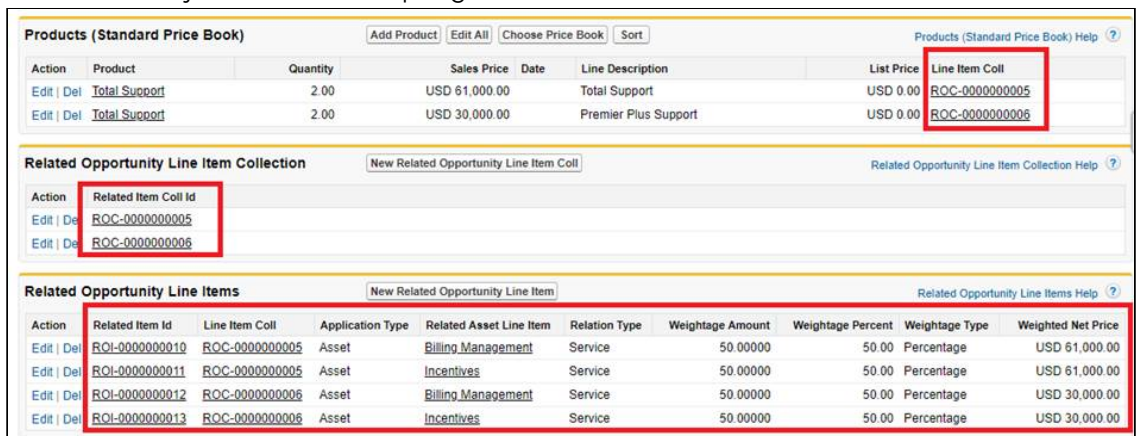 Products (Standard Price Book) Add Product Edit All Choose Price Book Sort Products (Standard Price Book) Help ?
Action Product Quantity Sales Price Date Line Description List Price Line Item Coll
Edit | Del Total Support 2.00 USD 61,000.00 Total Support USD 0.00 ROC-0000000005
Edit | Del Total Support 2.00 USD 30,000.00 Premier Plus Support USD 0.00 ROC-0000000006
Related Opportunity Line Item Collection New Related Opportunity Line Item Coll Related Opportunity Line Item Collection Help ?
Action Related Item Coll Id
Edit | De ROC-0000000005
Edit | De ROC-0000000006
Related Opportunity Line Items New Related Opportunity Line Item Related Opportunity Line Items Help ?
Action Related Item Id Line Item Coll Application Type Related Asset Line Item Relation Type Weightage Amount Weightage Percent Weightage Type Weighted Net Price
Edit | Del ROI-0000000010 ROC-0000000005 Asset Billing Management Service 50.00000 50.00 Percentage USD 61,000.00
Edit | Del ROI-0000000011 ROC-0000000005 Asset Incentives Service 50.00000 50.00 Percentage USD 61,000.00
Edit | Del ROI-0000000012 ROC-0000000006 Asset Billing Management Service 50.00000 50.00 Percentage USD 30,000.00
Edit | Del ROI-0000000013 ROC-0000000006 Asset Incentives Service 50.00000 50.00 Percentage USD 30,000.00